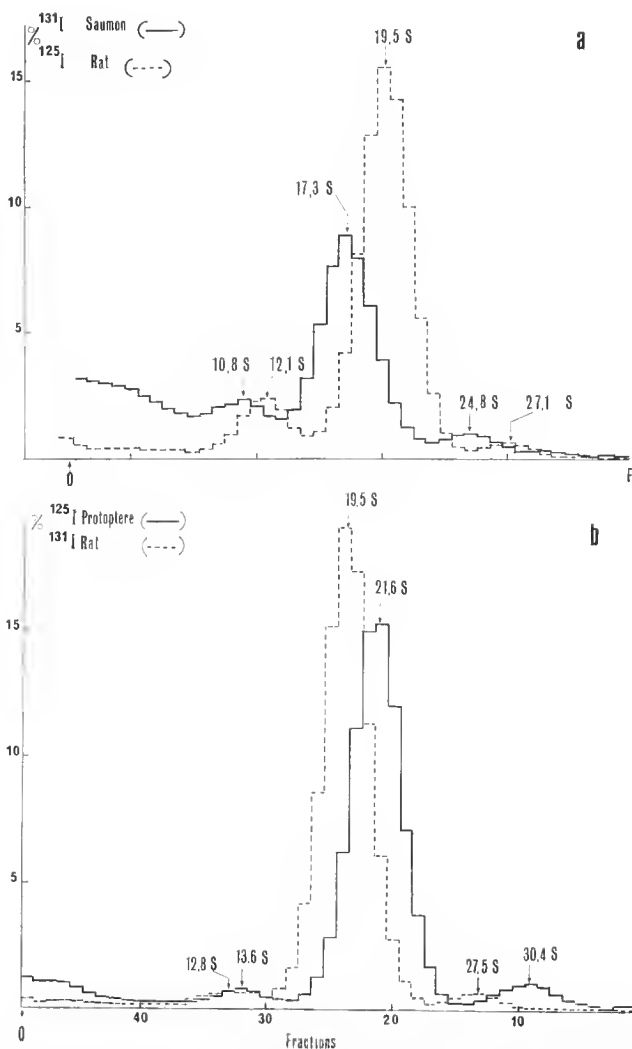 % 131I Saumon (—)
125I Rat (----)
a
19,5 S
15
17,3 S
10
5
10,8 S
12,1 S
24,8 S
27,1 S
0
F
% 125I Protoptere (—)
131I Rat (----)
b
19,5 S
21,6 S
15
10
5
12,8 S
13.6 S
27,5 S
30,4 S
0
40
30
20
10
Fractions